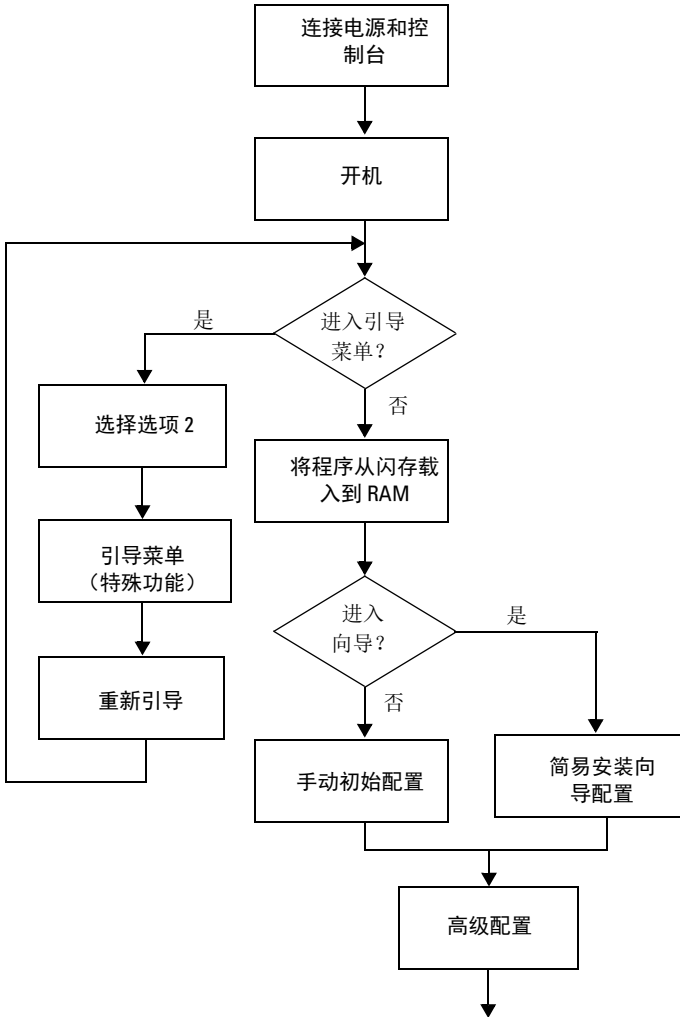 连接电源和控
制台
开机
进入引导
菜单？
是
否
选择选项 2
将程序从闪存载
入到 RAM
引导菜单
（特殊功能）
进入
向导？
是
否
重新引导
手动初始配置
简易安装向
导配置
高级配置